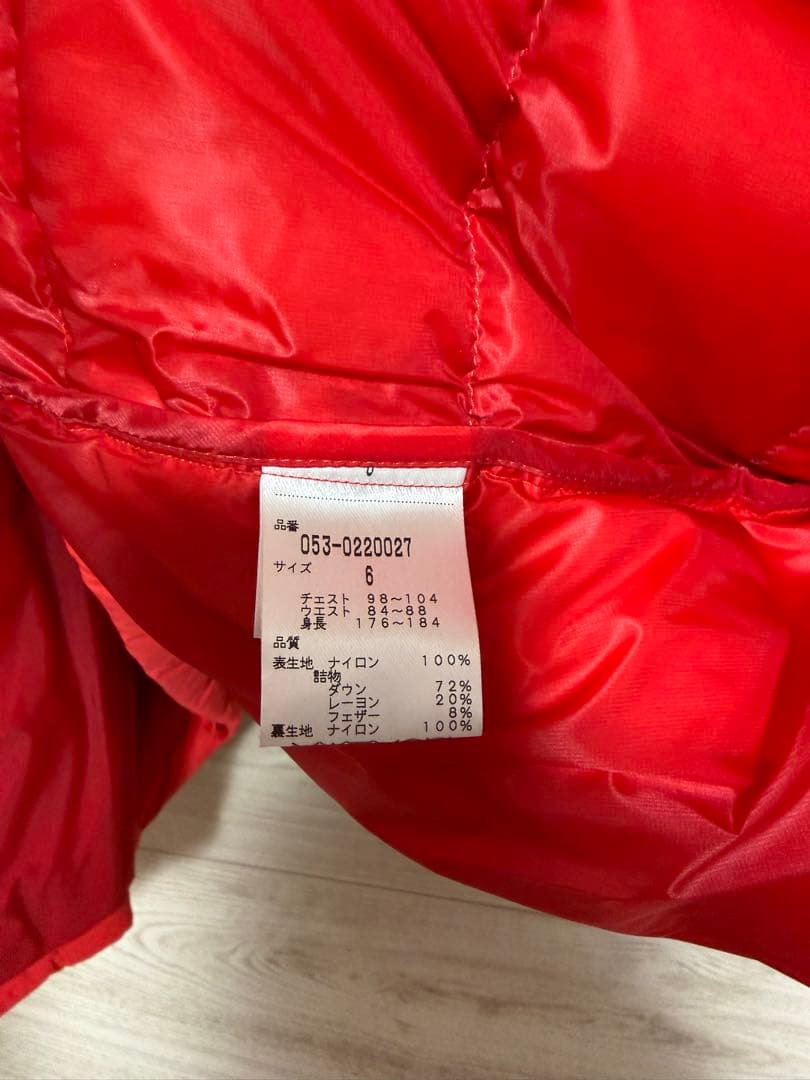 品番
053-0220027
サイズ
6
チェスト 98～104
ウエスト 84～88
身長 176～184
品質
表生地 ナイロン 100%
詰物
ダウン 72%
レーヨン 20%
フェザー 8%
裏生地 ナイロン 100%